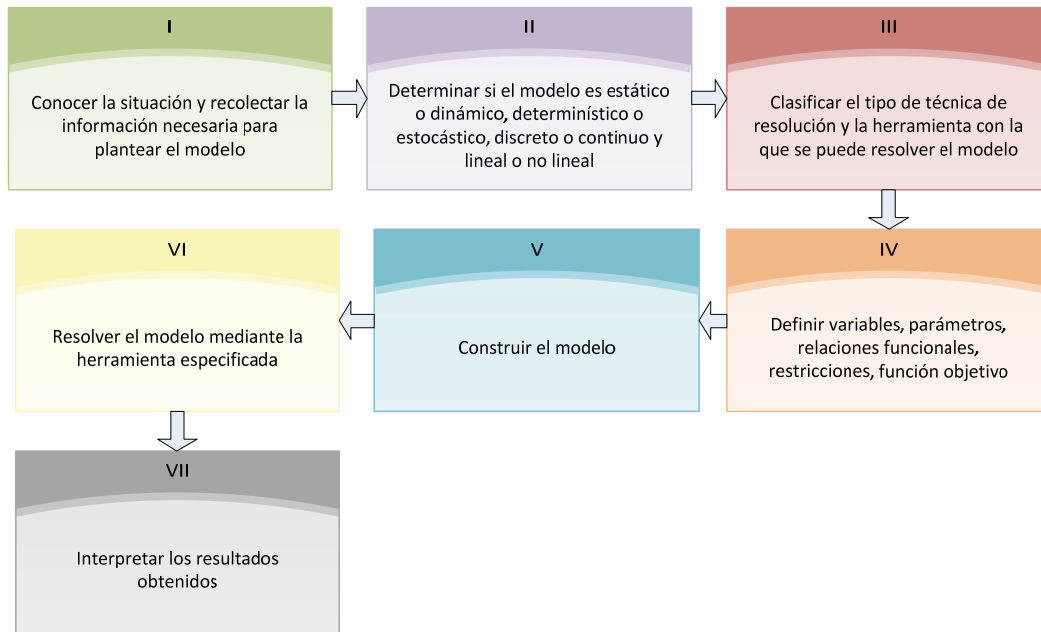 I
Conocer la situación y recolectar la
información necesaria para
plantear el modelo
II
Determinar si el modelo es estático
o dinámico, determinístico o
estocástico, discreto o continuo y
lineal o no lineal
III
Clasificar el tipo de técnica de
resolución y la herramienta con la
que se puede resolver el modelo
IV
Definir variables, parámetros,
relaciones funcionales,
restricciones, función objetivo
V
Construir el modelo
VI
Resolver el modelo mediante la
herramienta especificada
VII
Interpretar los resultados
obtenidos